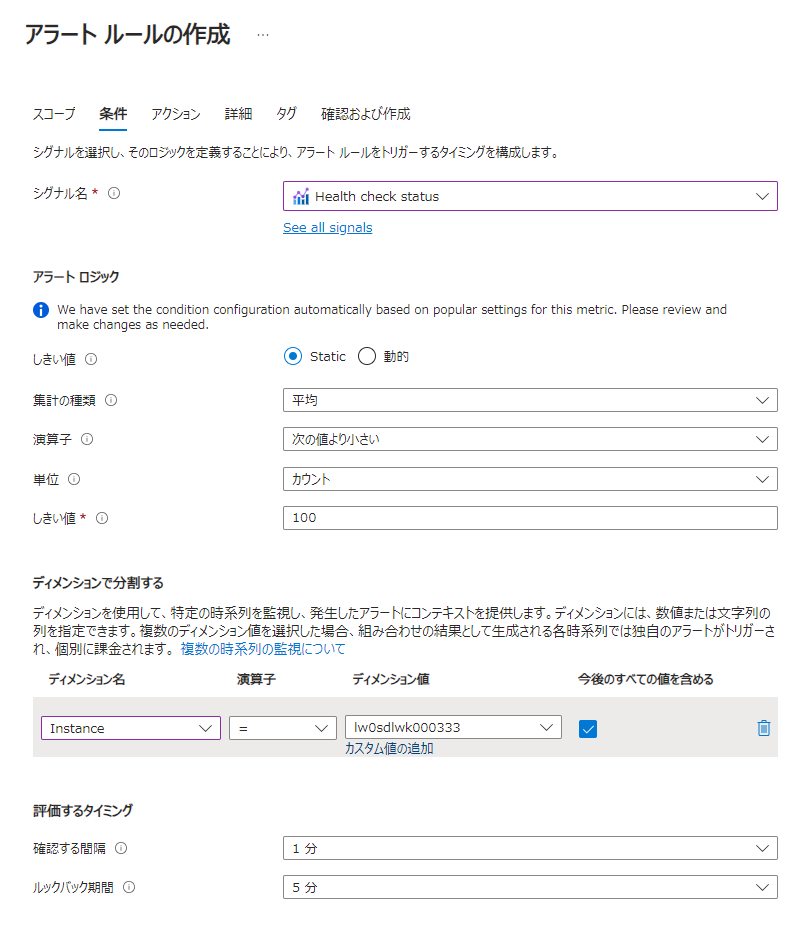 アラート ルールの作成 …
スコープ 条件 アクション 詳細 タグ 確認および作成
シグナルを選択し、そのロジックを定義することにより、アラート ルールをトリガーするタイミングを構成します。
シグナル名 * Health check status
See all signals
アラート ロジック
We have set the condition configuration automatically based on popular settings for this metric. Please review and
make changes as needed.
しきい値 Static 動的
集計の種類 平均
演算子 次の値より小さい
単位 カウント
しきい値 * 100
ディメンションで分割する
ディメンションを使用して、特定の時系列を監視し、発生したアラートにコンテキストを提供します。ディメンションには、数値または文字列の
列を指定できます。複数のディメンション値を選択した場合、組み合わせの結果として生成される各時系列では独自のアラートがトリガーさ
れ、個別に課金されます。 複数の時系列の監視について
ディメンション名 演算子 ディメンション値 今後のすべての値を含める
Instance = lw0sdlwk000333
カスタム値の追加
評価するタイミング
確認する間隔 1 分
ルックバック期間 5 分